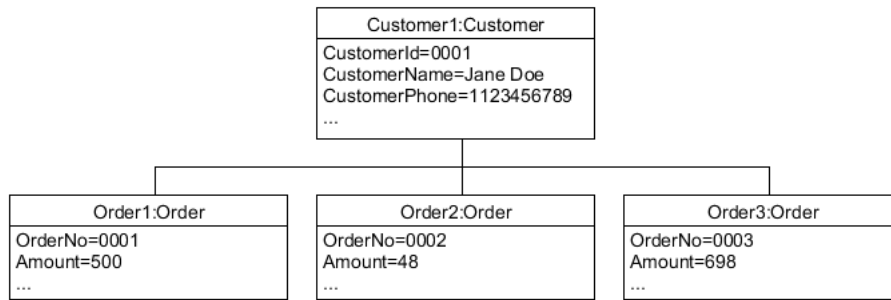 Customer1:Customer
CustomerId=0001
CustomerName=Jane Doe
CustomerPhone=1123456789
...
Order1:Order
OrderNo=0001
Amount=500
...
Order2:Order
OrderNo=0002
Amount=48
...
Order3:Order
OrderNo=0003
Amount=698
...